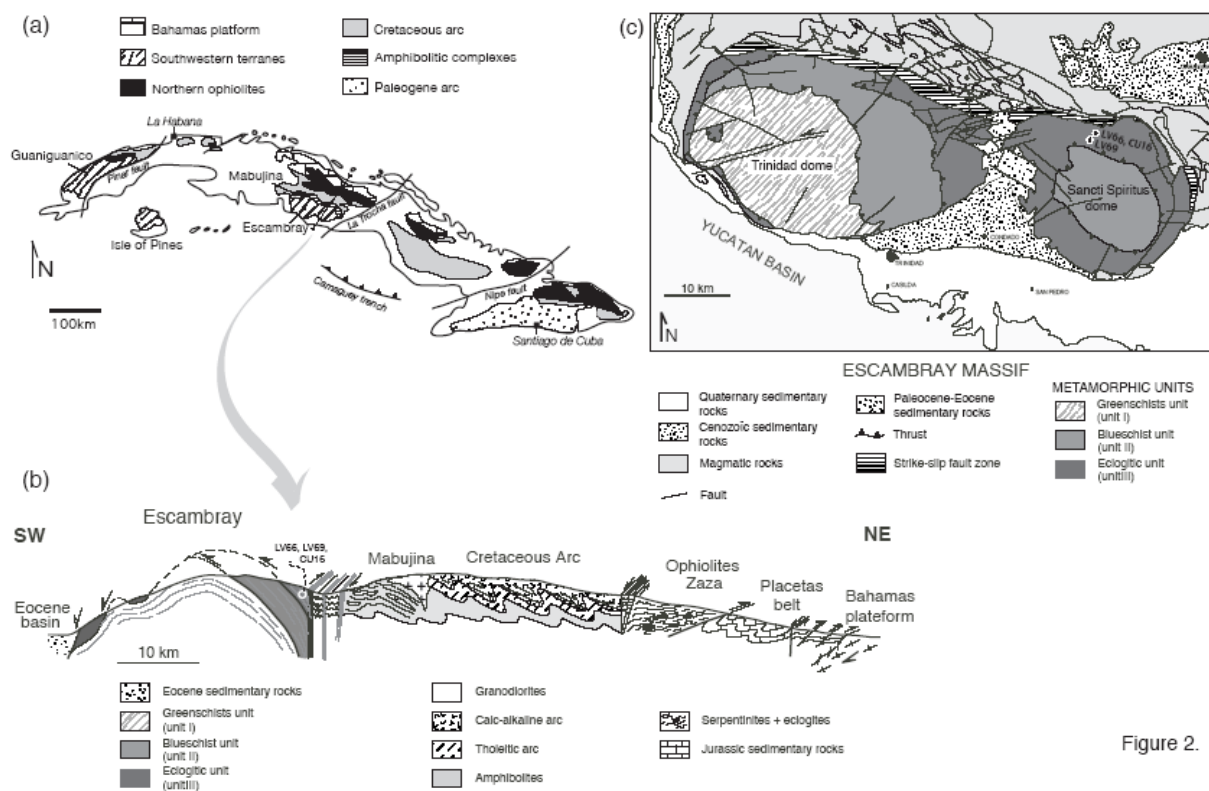 (a)
Bahamas platform
Southwestern terranes
Northern ophiolites
Cretaceous arc
Amphibolitic complexes
Paleogene arc
La Habana
Guaniguanico
Pinar fault
Mabujina
Escambray
La Trocha fault
Isle of Pines
N
100km
Camaguey trench
Nipe fault
Santiago de Cuba
(c)
LV66, CU16
LV69
Trinidad dome
Sancti Spiritus
dome
YUCATAN BASIN
CONDADO
TRINIDAD
CASILDA
SAN PEDRO
10 km
N
ESCAMBRAY MASSIF
Quaternary sedimentary
rocks
Cenozoïc sedimentary
rocks
Magmatic rocks
Fault
Paleocene-Eocene
sedimentary rocks
Thrust
Strike-slip fault zone
METAMORPHIC UNITS
Greenschists unit
(unit I)
Blueschist unit
(unit II)
Eclogitic unit
(unitIII)
(b)
SW
Escambray
LV66, LV69,
CU16
Mabujina
Cretaceous Arc
NE
Ophiolites
Zaza
Placetas
belt
Bahamas
plateform
Eocene
basin
10 km
Eocene sedimentary rocks
Greenschists unit
(unit I)
Blueschist unit
(unit II)
Eclogitic unit
(unitIII)
Granodiorites
Calc-alkaline arc
Tholeitic arc
Amphibolites
Serpentinites + eclogites
Jurassic sedimentary rocks
Figure 2.